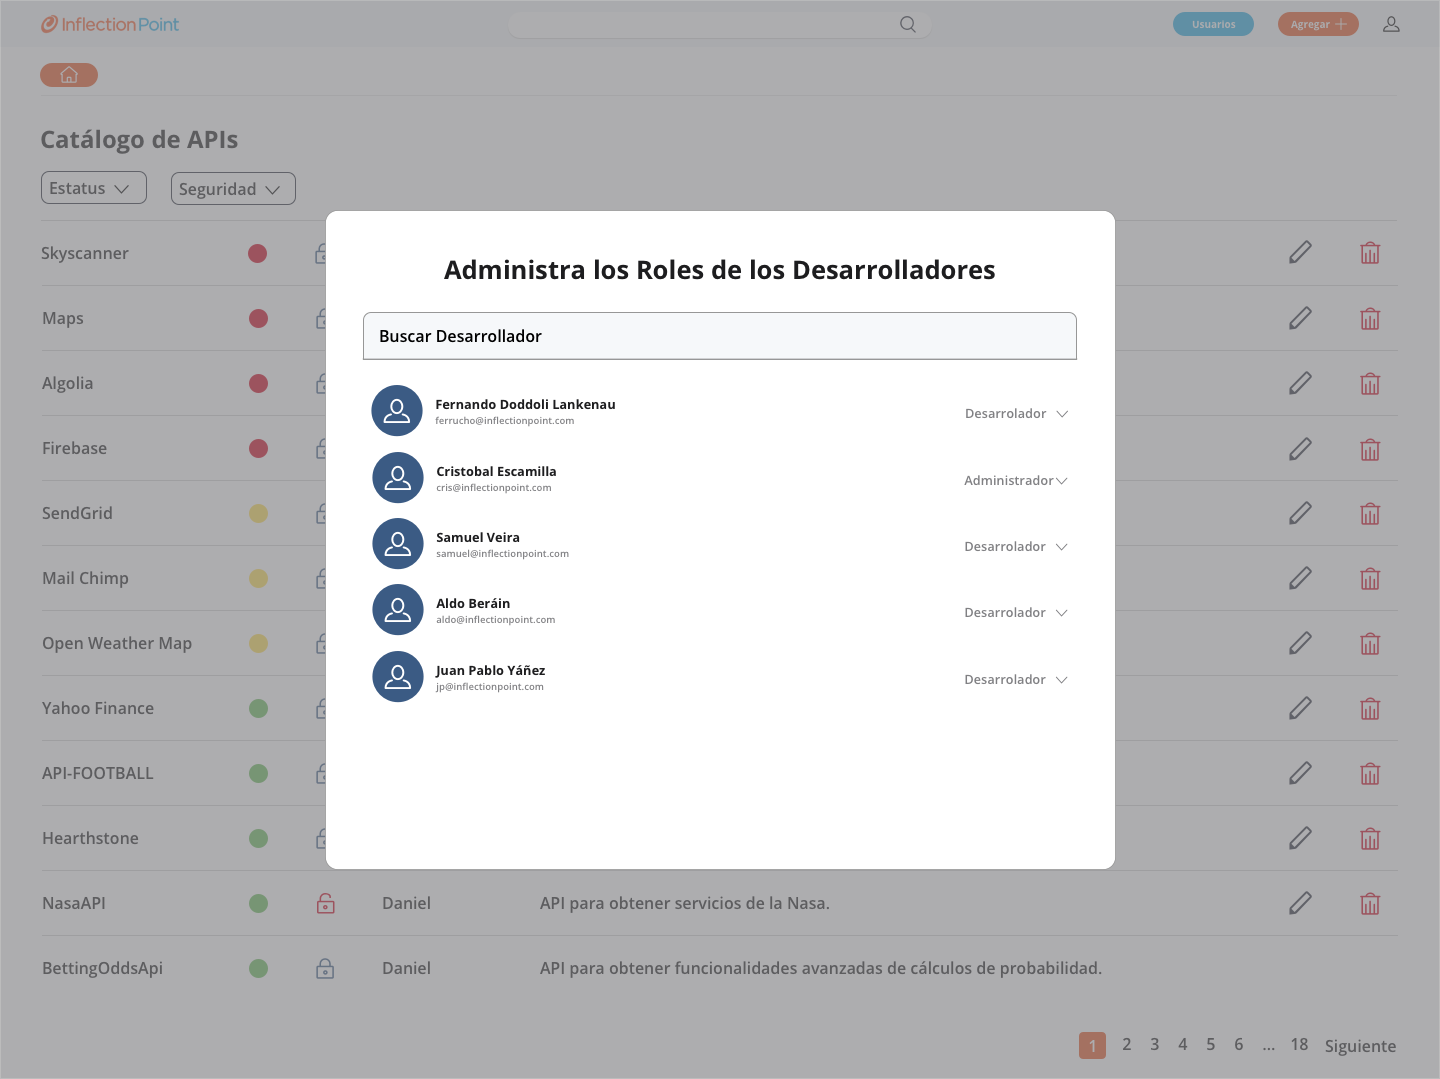 InflectionPoint
Usuarios
Agregar
Catálogo de APIs
Estatus
Seguridad
Administra los Roles de los Desarrolladores
Buscar Desarrollador
Fernando Doddoli Lankenau
ferrucho@inflectionpoint.com
Desarrolador
Cristobal Escamilla
cris@inflectionpoint.com
Administrador
Samuel Veira
samuel@inflectionpoint.com
Desarrolador
Aldo Beráin
aldo@inflectionpoint.com
Desarrolador
Juan Pablo Yáñez
jp@inflectionpoint.com
Desarrolador
Skyscanner
Maps
Algolia
Firebase
SendGrid
Mail Chimp
Open Weather Map
Yahoo Finance
API-FOOTBALL
Hearthstone
NasaAPI Daniel API para obtener servicios de la Nasa.
BettingOddsApi Daniel API para obtener funcionalidades avanzadas de cálculos de probabilidad.
1 2 3 4 5 6 ... 18 Siguiente